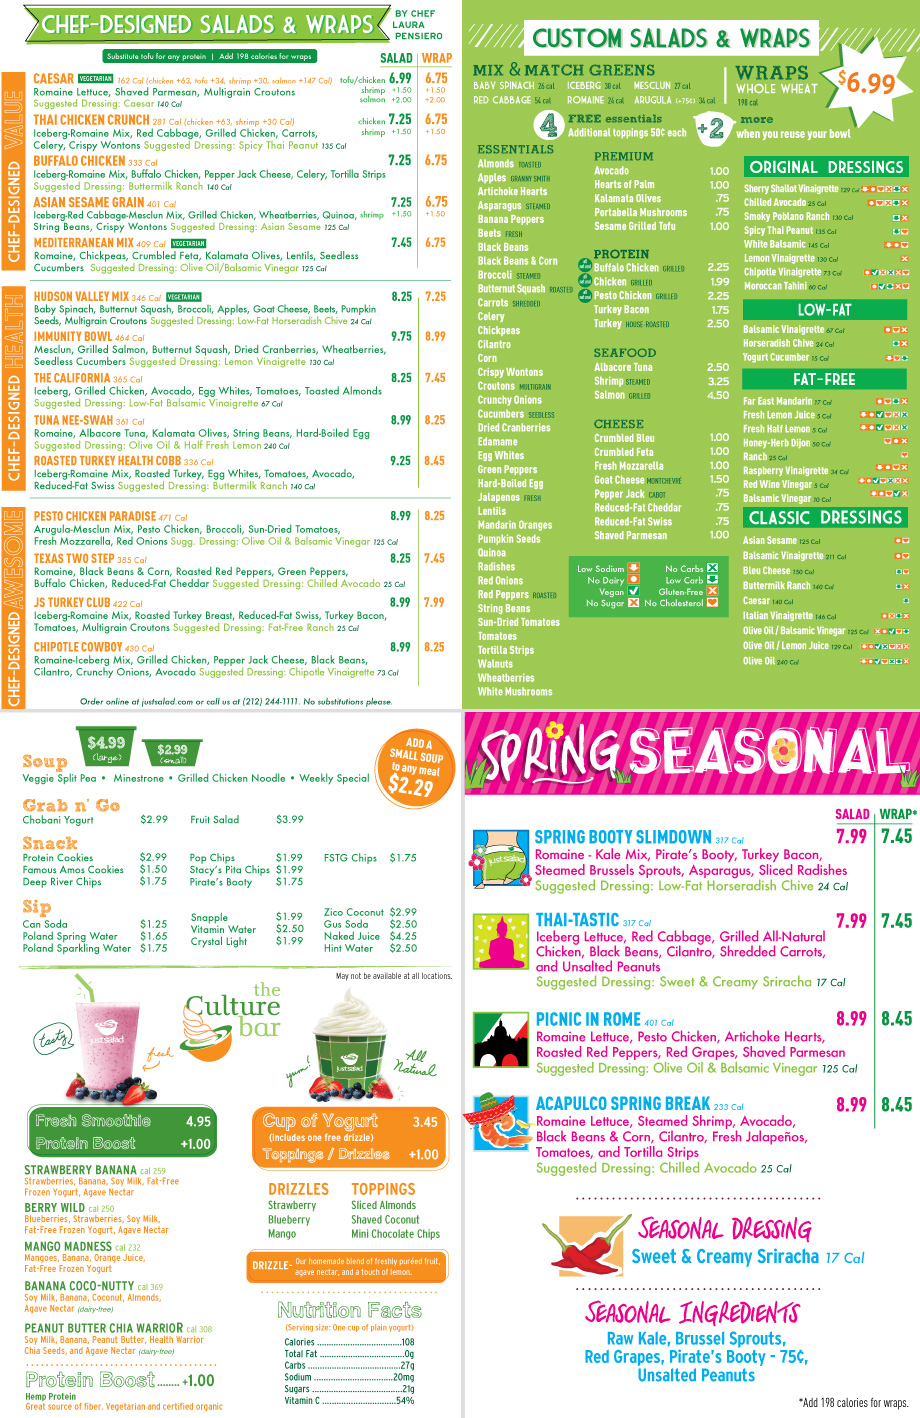 CHEF-DESIGNED SALADS & WRAPS
BY CHEF
LAURA
PENSIERO
Substitute tofu for any protein | Add 198 calories for wraps
SALAD WRAP
CHEF-DESIGNED VALUE
CAESAR VEGETARIAN 162 Cal (chicken +63, tofu +34, shrimp +30, salmon +147 Cal) tofu/chicken 6.99 6.75
Romaine Lettuce, Shaved Parmesan, Multigrain Croutons shrimp +1.50 +1.50
Suggested Dressing: Caesar 140 Cal salmon +2.00 +2.00
THAI CHICKEN CRUNCH 281 Cal (chicken +63, shrimp +30 Cal) chicken 7.25 6.75
Iceberg-Romaine Mix, Red Cabbage, Grilled Chicken, Carrots, shrimp +1.50 +1.50
Celery, Crispy Wontons Suggested Dressing: Spicy Thai Peanut 135 Cal
BUFFALO CHICKEN 333 Cal 7.25 6.75
Iceberg-Romaine Mix, Buffalo Chicken, Pepper Jack Cheese, Celery, Tortilla Strips
Suggested Dressing: Buttermilk Ranch 140 Cal
ASIAN SESAME GRAIN 401 Cal 7.25 6.75
Iceberg-Red Cabbage-Mesclun Mix, Grilled Chicken, Wheatberries, Quinoa, shrimp +1.50 +1.50
String Beans, Crispy Wontons Suggested Dressing: Asian Sesame 125 Cal
MEDITERRANEAN MIX 409 Cal VEGETARIAN 7.45 6.75
Romaine, Chickpeas, Crumbled Feta, Kalamata Olives, Lentils, Seedless
Cucumbers Suggested Dressing: Olive Oil/Balsamic Vinegar 125 Cal
CHEF-DESIGNED HEALTH
HUDSON VALLEY MIX 346 Cal VEGETARIAN 8.25 7.25
Baby Spinach, Butternut Squash, Broccoli, Apples, Goat Cheese, Beets, Pumpkin
Seeds, Multigrain Croutons Suggested Dressing: Low-Fat Horseradish Chive 24 Cal
IMMUNITY BOWL 464 Cal 9.75 8.99
Mesclun, Grilled Salmon, Butternut Squash, Dried Cranberries, Wheatberries,
Seedless Cucumbers Suggested Dressing: Lemon Vinaigrette 130 Cal
THE CALIFORNIA 365 Cal 8.25 7.45
Iceberg, Grilled Chicken, Avocado, Egg Whites, Tomatoes, Toasted Almonds
Suggested Dressing: Low-Fat Balsamic Vinaigrette 67 Cal
TUNA NEE-SWAH 361 Cal 8.99 8.25
Romaine, Albacore Tuna, Kalamata Olives, String Beans, Hard-Boiled Egg
Suggested Dressing: Olive Oil & Half Fresh Lemon 240 Cal
ROASTED TURKEY HEALTH COBB 336 Cal 9.25 8.45
Iceberg-Romaine Mix, Roasted Turkey, Egg Whites, Tomatoes, Avocado,
Reduced-Fat Swiss Suggested Dressing: Buttermilk Ranch 140 Cal
CHEF-DESIGNED AWESOME
PESTO CHICKEN PARADISE 471 Cal 8.99 8.25
Arugula-Mesclun Mix, Pesto Chicken, Broccoli, Sun-Dried Tomatoes,
Fresh Mozzarella, Red Onions Sugg. Dressing: Olive Oil & Balsamic Vinegar 125 Cal
TEXAS TWO STEP 385 Cal 8.25 7.45
Romaine, Black Beans & Corn, Roasted Red Peppers, Green Peppers,
Buffalo Chicken, Reduced-Fat Cheddar Suggested Dressing: Chilled Avocado 25 Cal
JS TURKEY CLUB 422 Cal 8.99 7.99
Iceberg-Romaine Mix, Roasted Turkey Breast, Reduced-Fat Swiss, Turkey Bacon,
Tomatoes, Multigrain Croutons Suggested Dressing: Fat-Free Ranch 25 Cal
CHIPOTLE COWBOY 430 Cal 8.99 8.25
Romaine-Iceberg Mix, Grilled Chicken, Pepper Jack Cheese, Black Beans,
Cilantro, Crunchy Onions, Avocado Suggested Dressing: Chipotle Vinaigrette 73 Cal
Order online at justsalad.com or call us at (212) 244-1111. No substitutions please.
CUSTOM SALADS & WRAPS
MIX & MATCH GREENS
BABY SPINACH 26 cal ICEBERG 30 cal MESCLUN 27 cal
RED CABBAGE 54 cal ROMAINE 26 cal ARUGULA (+75¢) 34 cal
WRAPS
WHOLE WHEAT
198 cal
$6.99
4 FREE essentials
Additional toppings 50¢ each
+2 more
when you reuse your bowl
ESSENTIALS
Almonds TOASTED
Apples GRANNY SMITH
Artichoke Hearts
Asparagus STEAMED
Banana Peppers
Beets FRESH
Black Beans
Black Beans & Corn
Broccoli STEAMED
Butternut Squash ROASTED
Carrots SHREDDED
Celery
Chickpeas
Cilantro
Corn
Crispy Wontons
Croutons MULTIGRAIN
Crunchy Onions
Cucumbers SEEDLESS
Dried Cranberries
Edamame
Egg Whites
Green Peppers
Hard-Boiled Egg
Jalapenos FRESH
Lentils
Mandarin Oranges
Pumpkin Seeds
Quinoa
Radishes
Red Onions
Red Peppers ROASTED
String Beans
Sun-Dried Tomatoes
Tomatoes
Tortilla Strips
Walnuts
Wheatberries
White Mushrooms
PREMIUM
Avocado 1.00
Hearts of Palm 1.00
Kalamata Olives .75
Portabella Mushrooms .75
Sesame Grilled Tofu 1.00
PROTEIN
Buffalo Chicken GRILLED 2.25
Chicken GRILLED 1.99
Pesto Chicken GRILLED 2.25
Turkey Bacon 1.75
Turkey HOUSE-ROASTED 2.50
SEAFOOD
Albacore Tuna 2.50
Shrimp STEAMED 3.25
Salmon GRILLED 4.50
CHEESE
Crumbled Bleu 1.00
Crumbled Feta 1.00
Fresh Mozzarella 1.00
Goat Cheese MONTCHEVRÉ 1.50
Pepper Jack CABOT .75
Reduced-Fat Cheddar .75
Reduced-Fat Swiss .75
Shaved Parmesan 1.00
Low Sodium No Carbs
No Dairy Low Carb
Vegan Gluten-Free
No Sugar No Cholesterol
ORIGINAL DRESSINGS
Sherry Shallot Vinaigrette 129 Cal
Chilled Avocado 25 Cal
Smoky Poblano Ranch 130 Cal
Spicy Thai Peanut 135 Cal
White Balsamic 145 Cal
Lemon Vinaigrette 130 Cal
Chipotle Vinaigrette 73 Cal
Moroccan Tahini 60 Cal
LOW-FAT
Balsamic Vinaigrette 67 Cal
Horseradish Chive 24 Cal
Yogurt Cucumber 15 Cal
FAT-FREE
Far East Mandarin 17 Cal
Fresh Lemon Juice 5 Cal
Fresh Half Lemon 5 Cal
Honey-Herb Dijon 50 Cal
Ranch 25 Cal
Raspberry Vinaigrette 34 Cal
Red Wine Vinegar 5 Cal
Balsamic Vinegar 10 Cal
CLASSIC DRESSINGS
Asian Sesame 125 Cal
Balsamic Vinaigrette 211 Cal
Bleu Cheese 150 Cal
Buttermilk Ranch 140 Cal
Caesar 140 Cal
Italian Vinaigrette 146 Cal
Olive Oil / Balsamic Vinegar 125 Cal
Olive Oil / Lemon Juice 129 Cal
Olive Oil 240 Cal
Soup
$4.99
(large)
$2.99
(small)
ADD A
SMALL SOUP
to any meal
$2.29
Veggie Split Pea • Minestrone • Grilled Chicken Noodle • Weekly Special
Grab n' Go
Chobani Yogurt $2.99 Fruit Salad $3.99
Snack
Protein Cookies $2.99 Pop Chips $1.99 FSTG Chips $1.75
Famous Amos Cookies $1.50 Stacy's Pita Chips $1.99
Deep River Chips $1.75 Pirate's Booty $1.75
Sip
Can Soda $1.25
Poland Spring Water $1.65
Poland Sparkling Water $1.75
Snapple $1.99
Vitamin Water $2.50
Crystal Light $1.99
Zico Coconut $2.99
Gus Soda $2.50
Naked Juice $4.25
Hint Water $2.50
May not be available at all locations.
the
Culture
bar
tasty
justsalad
fresh
yum!
justsalad
All
Natural
Fresh Smoothie 4.95
Protein Boost +1.00
STRAWBERRY BANANA cal 259
Strawberries, Banana, Soy Milk, Fat-Free
Frozen Yogurt, Agave Nectar
BERRY WILD cal 250
Blueberries, Strawberries, Soy Milk,
Fat-Free Frozen Yogurt, Agave Nectar
MANGO MADNESS cal 232
Mangoes, Banana, Orange Juice,
Fat-Free Frozen Yogurt
BANANA COCO-NUTTY cal 369
Soy Milk, Banana, Coconut, Almonds,
Agave Nectar (dairy-free)
PEANUT BUTTER CHIA WARRIOR cal 308
Soy Milk, Banana, Peanut Butter, Health Warrior
Chia Seeds, and Agave Nectar (dairy-free)
Protein Boost ........ +1.00
Hemp Protein
Great source of fiber. Vegetarian and certified organic
Cup of Yogurt 3.45
(includes one free drizzle)
Toppings / Drizzles +1.00
DRIZZLES TOPPINGS
Strawberry Sliced Almonds
Blueberry Shaved Coconut
Mango Mini Chocolate Chips
DRIZZLE- Our homemade blend of freshly puréed fruit,
agave nectar, and a touch of lemon.
Nutrition Facts
(Serving size: One cup of plain yogurt)
Calories ..................108
Total Fat ..................0g
Carbs ..................27g
Sodium ..................20mg
Sugars ..................21g
Vitamin C ..................54%
SPRING SEASONAL
SALAD WRAP*
just salad
SPRING BOOTY SLIMDOWN 317 Cal 7.99 7.45
Romaine - Kale Mix, Pirate's Booty, Turkey Bacon,
Steamed Brussels Sprouts, Asparagus, Sliced Radishes
Suggested Dressing: Low-Fat Horseradish Chive 24 Cal
THAI-TASTIC 317 Cal 7.99 7.45
Iceberg Lettuce, Red Cabbage, Grilled All-Natural
Chicken, Black Beans, Cilantro, Shredded Carrots,
and Unsalted Peanuts
Suggested Dressing: Sweet & Creamy Sriracha 17 Cal
PICNIC IN ROME 401 Cal 8.99 8.45
Romaine Lettuce, Pesto Chicken, Artichoke Hearts,
Roasted Red Peppers, Red Grapes, Shaved Parmesan
Suggested Dressing: Olive Oil & Balsamic Vinegar 125 Cal
ACAPULCO SPRING BREAK 233 Cal 8.99 8.45
Romaine Lettuce, Steamed Shrimp, Avocado,
Black Beans & Corn, Cilantro, Fresh Jalapeños,
Tomatoes, and Tortilla Strips
Suggested Dressing: Chilled Avocado 25 Cal
SEASONAL DRESSING
Sweet & Creamy Sriracha 17 Cal
SEASONAL INGREDIENTS
Raw Kale, Brussel Sprouts,
Red Grapes, Pirate's Booty - 75¢,
Unsalted Peanuts
*Add 198 calories for wraps.